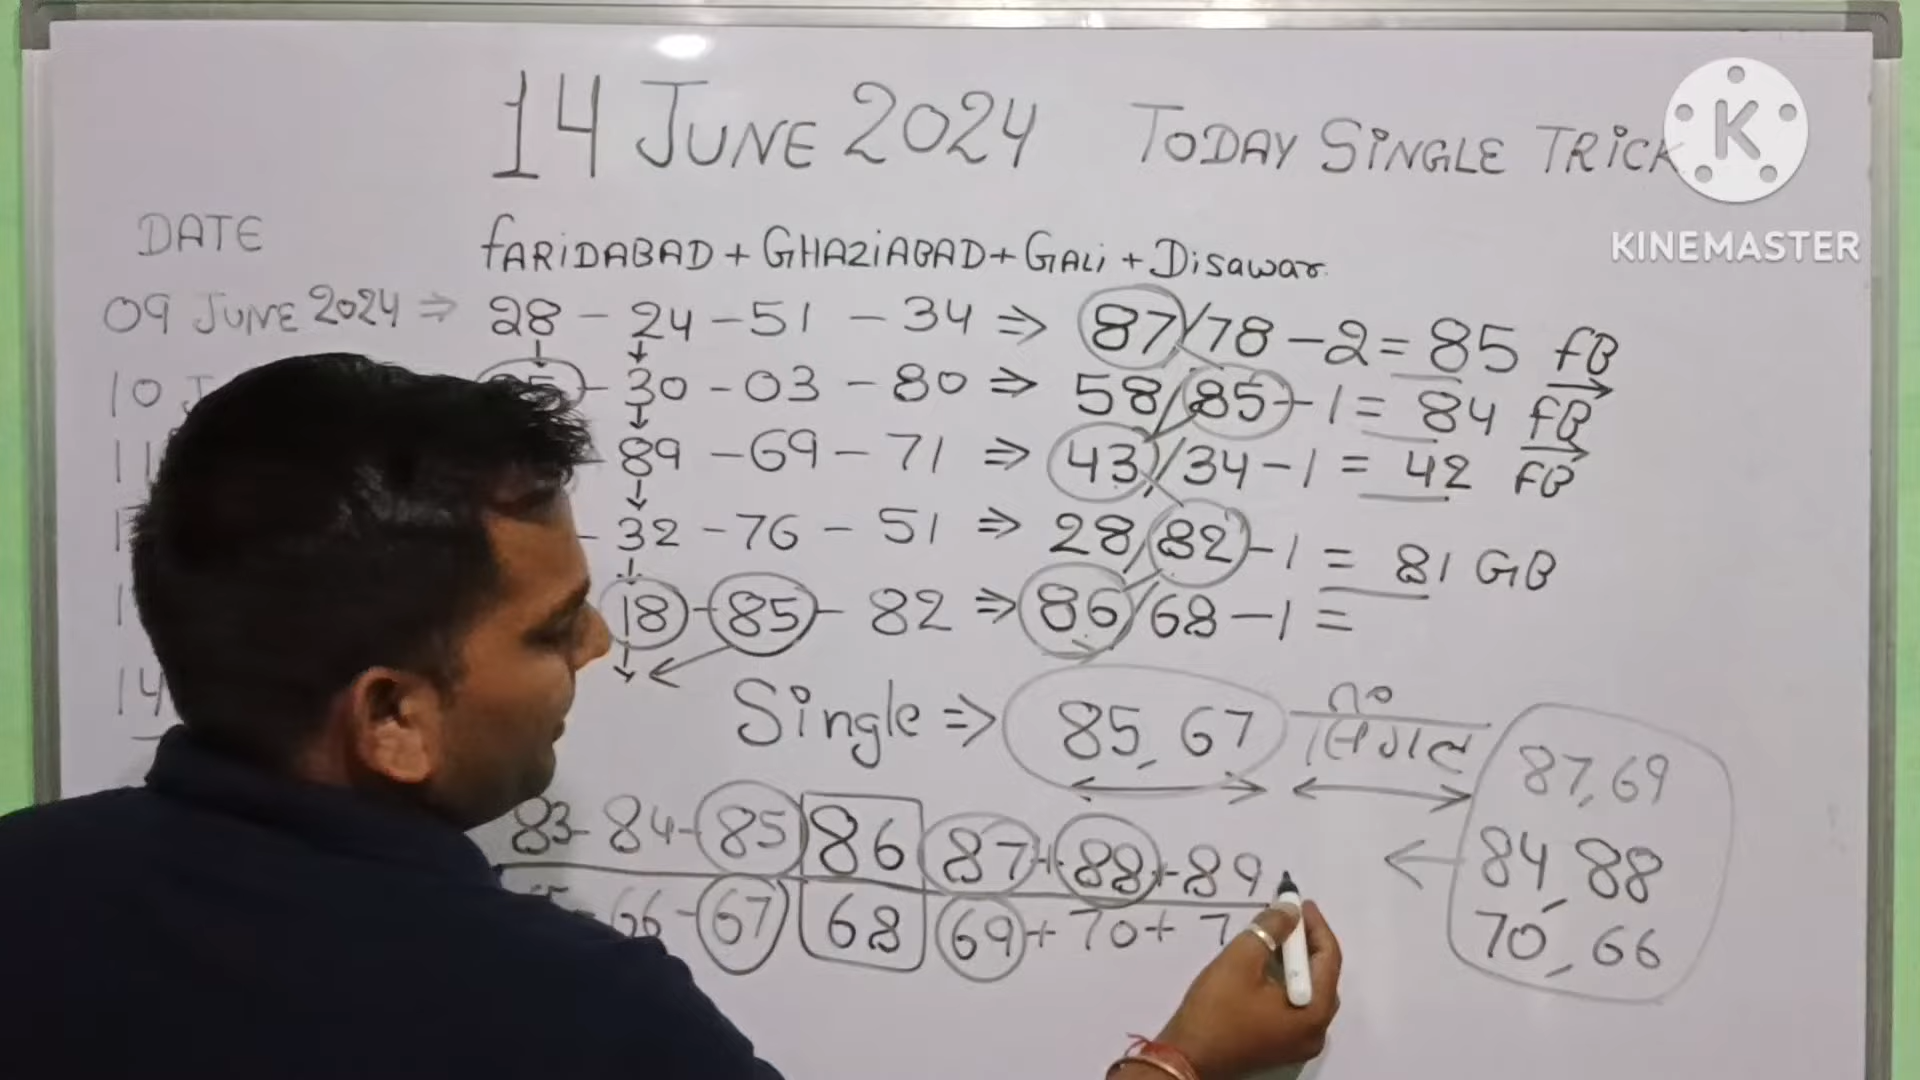 14 JUNE 2024 TODAY SINGLE TRICK
KINEMASTER
DATE
FARIDABAD + GHAZIABAD + GALI + DISAWAR
09 JUNE 2024 ⇒ 28 - 24 - 51 - 34 ⇒ 87/78 - 2 = 85 FB
10 J - 30 - 03 - 80 ⇒ 58/85 - 1 = 84 FB
11 - 89 - 69 - 71 ⇒ 43/34 - 1 = 42 FB
1 - 32 - 76 - 51 ⇒ 28/82 - 1 = 81 GB
1 18 - 85 - 82 ⇒ 86/68 - 1 =
14
Single ⇒ 85, 67
87, 69
83 - 84 - 85 86 87 + 88 + 89
84, 88
66 - 67 68 69 + 70 + 7
70, 66